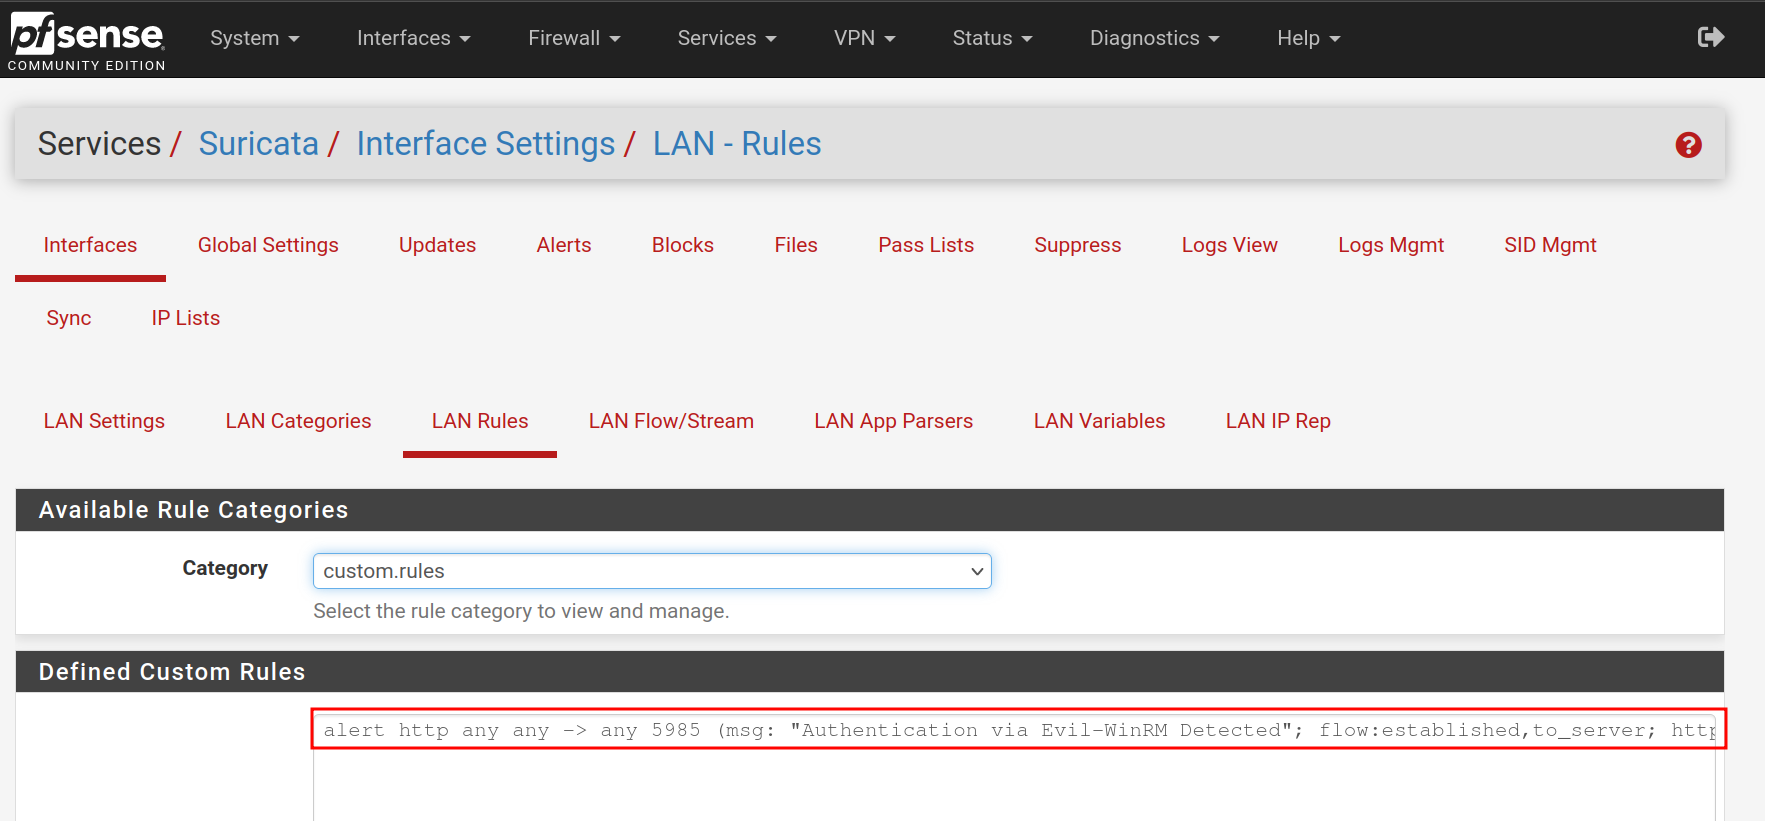 pfsense
COMMUNITY EDITION
System Interfaces Firewall Services VPN Status Diagnostics Help
Services / Suricata / Interface Settings / LAN - Rules
Interfaces Global Settings Updates Alerts Blocks Files Pass Lists Suppress Logs View Logs Mgmt SID Mgmt
Sync IP Lists
LAN Settings LAN Categories LAN Rules LAN Flow/Stream LAN App Parsers LAN Variables LAN IP Rep
Available Rule Categories
Category custom.rules
Select the rule category to view and manage.
Defined Custom Rules
alert http any any -> any 5985 (msg: "Authentication via Evil-WinRM Detected"; flow:established,to_server; http